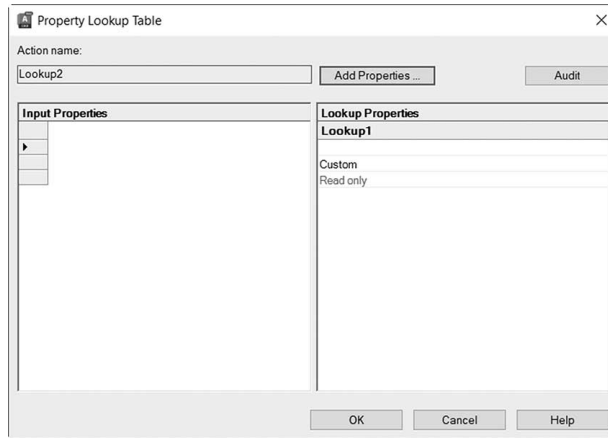 Property Lookup Table
Action name:
Lookup2
Add Properties ...
Audit
Input Properties
Lookup Properties
Lookup1
Custom
Read only
OK
Cancel
Help